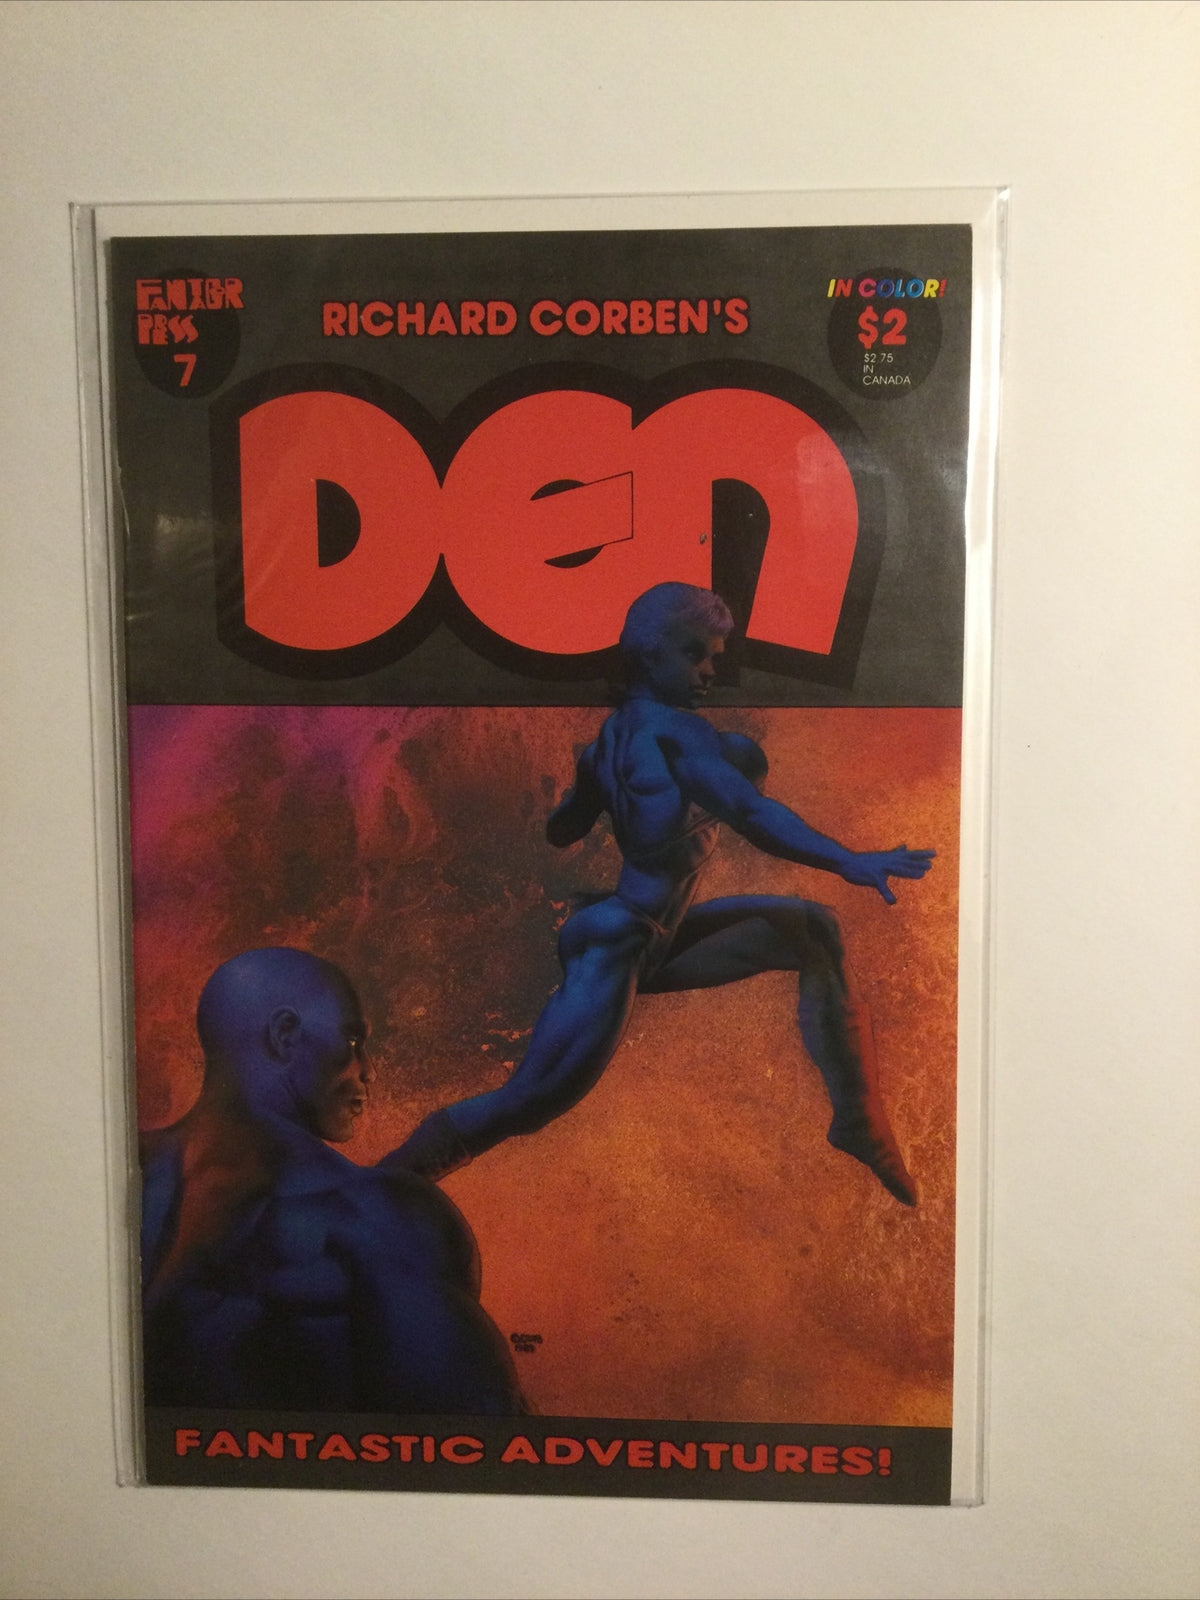 FANTAGOR
PRESS
7
RICHARD CORBEN'S
IN COLOR!
$2
$2.75
IN
CANADA
Den
FANTASTIC ADVENTURES!